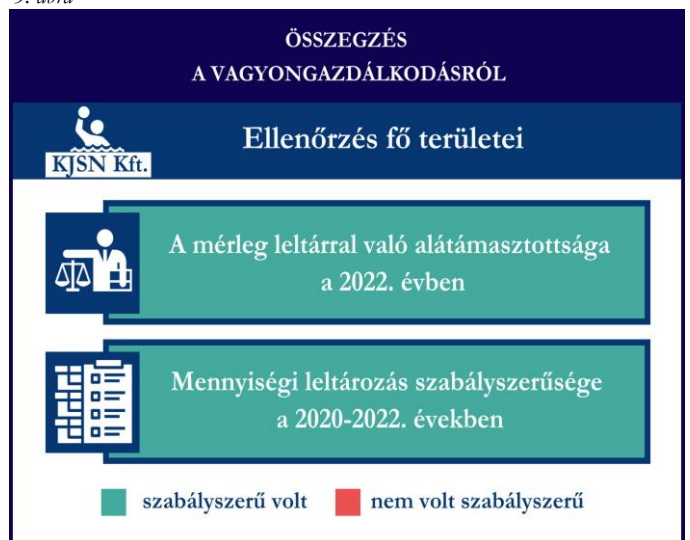 ÖSSZEGZÉS
A VAGYONGAZDÁLKODÁSRÓL
KJSN Kft.
Ellenőrzés fő területei
A mérleg leltárral való alátámasztottsága
a 2022. évben
Mennyiségi leltározás szabályszerűsége
a 2020-2022. években
szabályszerű volt
nem volt szabályszerű